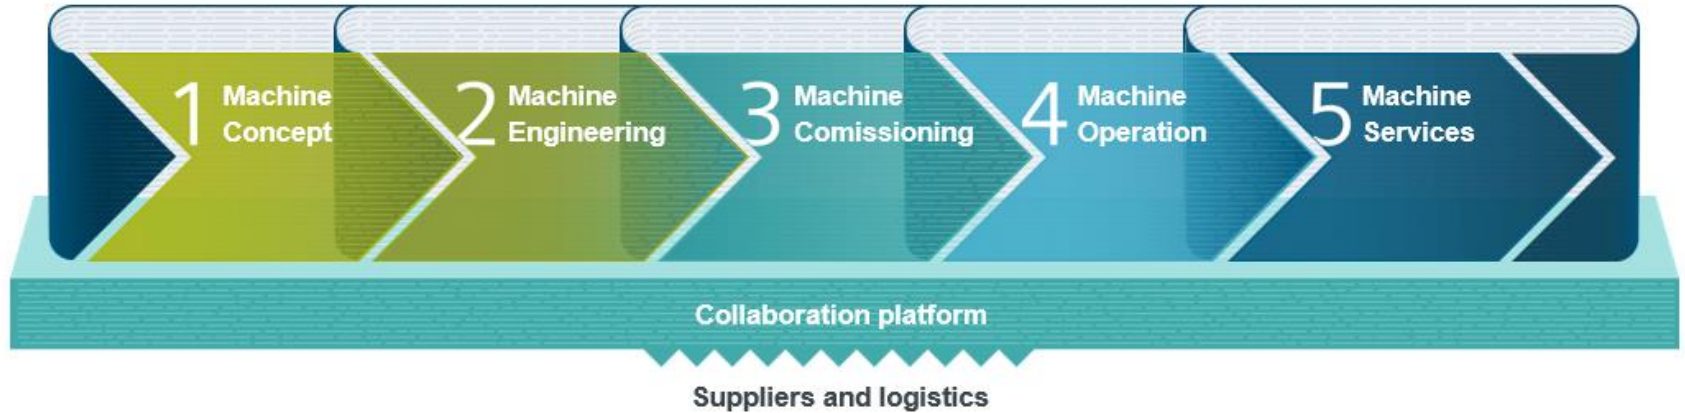 1 Machine
Concept
2 Machine
Engineering
3 Machine
Comissioning
4 Machine
Operation
5 Machine
Services
Collaboration platform
Suppliers and logistics